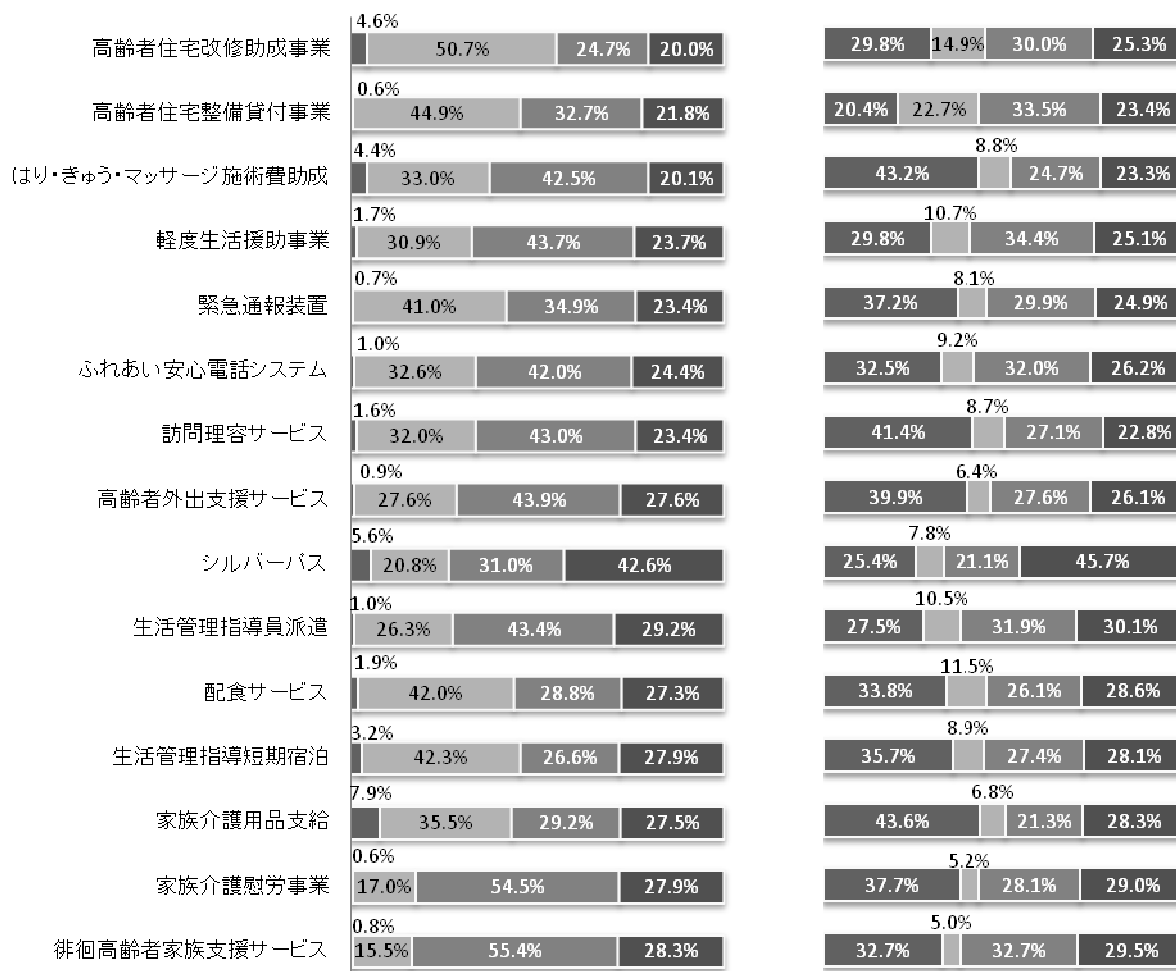 4.6%
高齢者住宅改修助成事業 50.7% 24.7% 20.0% 29.8% 14.9% 30.0% 25.3%
0.6%
高齢者住宅整備貸付事業 44.9% 32.7% 21.8% 20.4% 22.7% 33.5% 23.4%
4.4% 8.8%
はり・きゅう・マッサージ施術費助成 33.0% 42.5% 20.1% 43.2% 24.7% 23.3%
1.7% 10.7%
軽度生活援助事業 30.9% 43.7% 23.7% 29.8% 34.4% 25.1%
0.7% 8.1%
緊急通報装置 41.0% 34.9% 23.4% 37.2% 29.9% 24.9%
1.0% 9.2%
ふれあい安心電話システム 32.6% 42.0% 24.4% 32.5% 32.0% 26.2%
1.6% 8.7%
訪問理容サービス 32.0% 43.0% 23.4% 41.4% 27.1% 22.8%
0.9% 6.4%
高齢者外出支援サービス 27.6% 43.9% 27.6% 39.9% 27.6% 26.1%
5.6% 7.8%
シルバーパス 20.8% 31.0% 42.6% 25.4% 21.1% 45.7%
1.0% 10.5%
生活管理指導員派遣 26.3% 43.4% 29.2% 27.5% 31.9% 30.1%
1.9% 11.5%
配食サービス 42.0% 28.8% 27.3% 33.8% 26.1% 28.6%
3.2% 8.9%
生活管理指導短期宿泊 42.3% 26.6% 27.9% 35.7% 27.4% 28.1%
7.9% 6.8%
家族介護用品支給 35.5% 29.2% 27.5% 43.6% 21.3% 28.3%
0.6% 5.2%
家族介護慰労事業 17.0% 54.5% 27.9% 37.7% 28.1% 29.0%
0.8% 5.0%
徘徊高齢者家族支援サービス 15.5% 55.4% 28.3% 32.7% 32.7% 29.5%